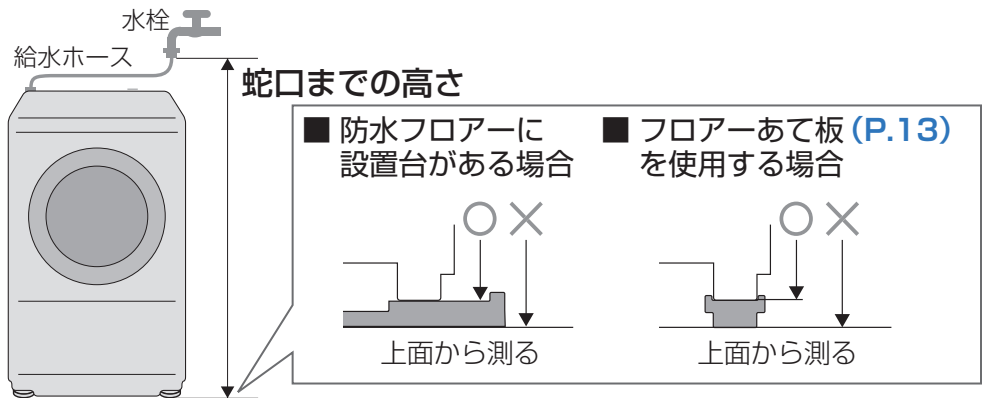 水栓
給水ホース
蛇口までの高さ
■ 防水フロアーに
設置台がある場合
○ ×
上面から測る
■ フロアーあて板(P.13)
を使用する場合
○ ×
上面から測る